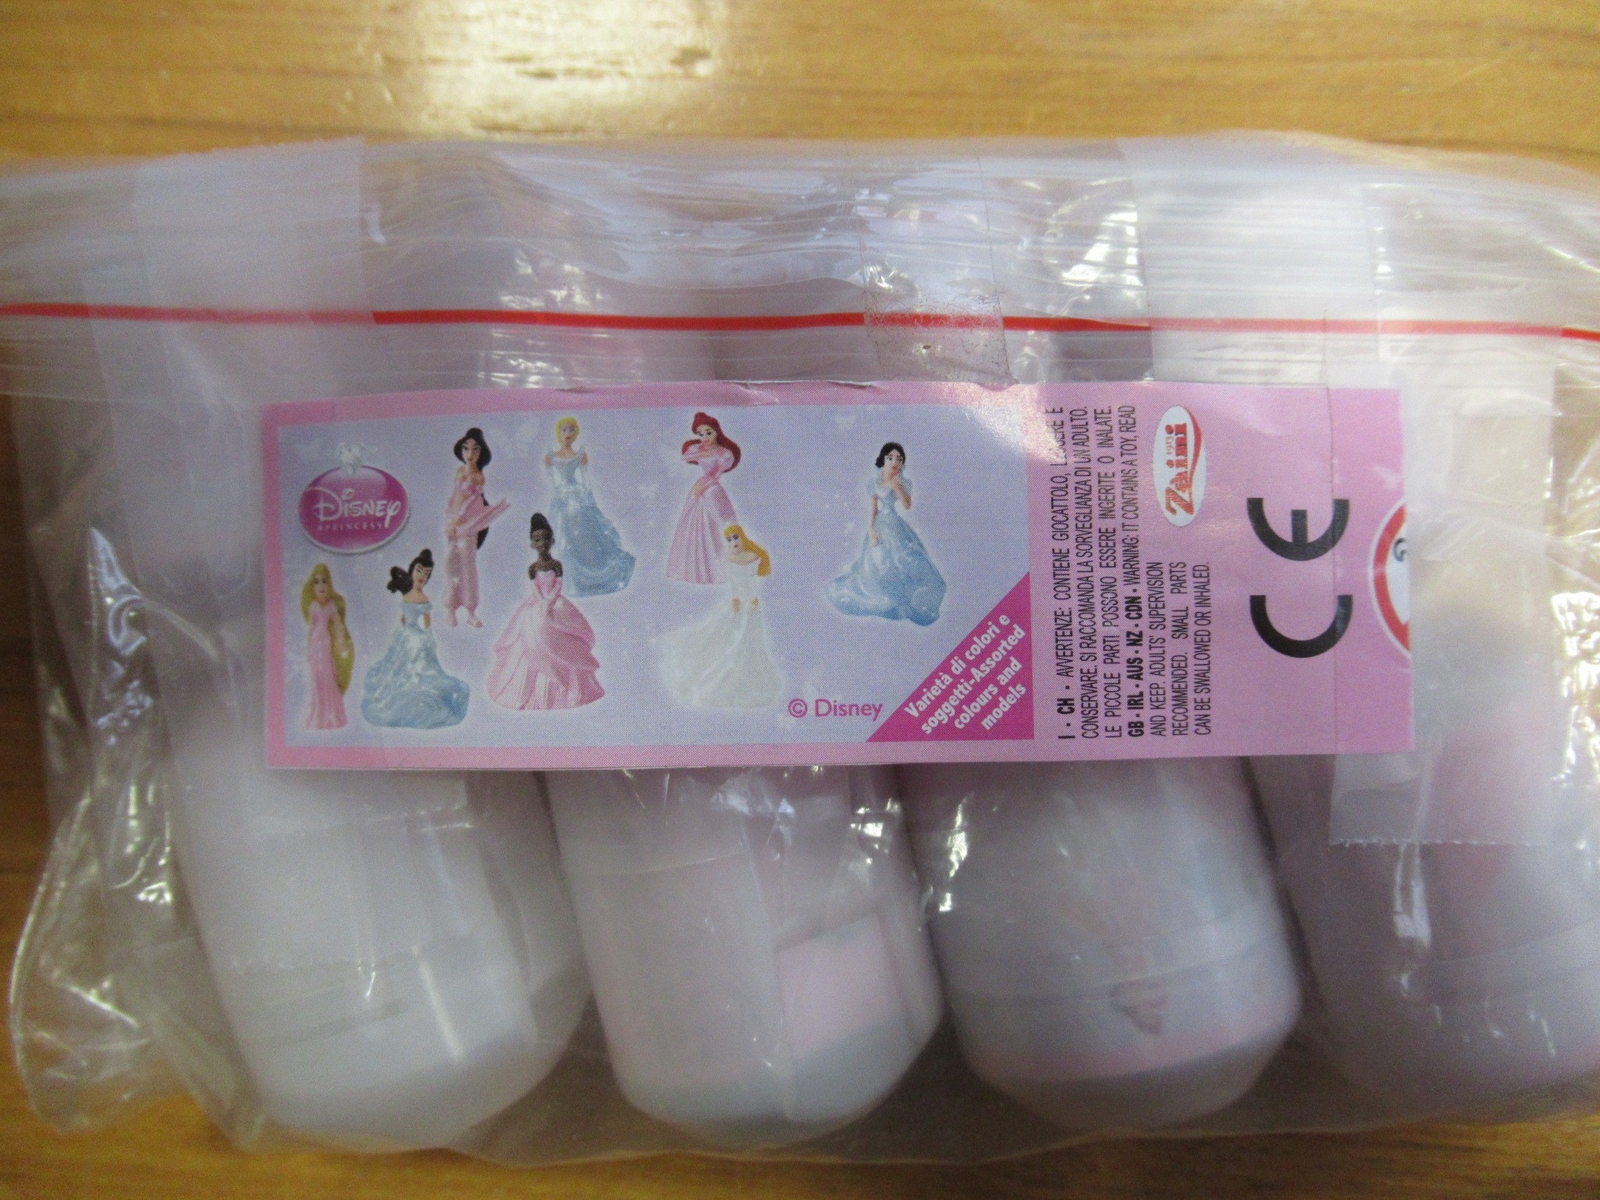 Disney
PRINCESS
© Disney
Varietà di colori e
soggetti-Assorted
colours and
models
I • CH • AVVERTENZE: CONTIENE GIOCATTOLO, LEGGERE E
CONSERVARE. SI RACCOMANDA LA SORVEGLIANZA DI UN ADULTO.
LE PICCOLE PARTI POSSONO ESSERE INGERITE O INALATE.
GB • IRL • AUS • NZ • CDN • WARNING: IT CONTAINS A TOY, READ
AND KEEP. ADULTS' SUPERVISION
RECOMMENDED. SMALL PARTS
CAN BE SWALLOWED OR INHALED.
1913
Zaini
CE